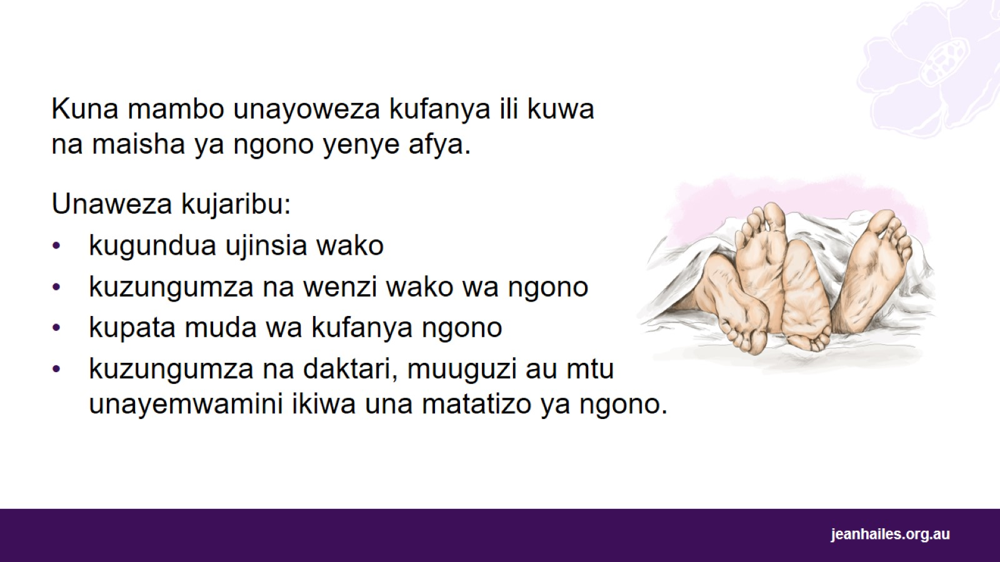 Kuna mambo unayoweza kufanya ili kuwa
na maisha ya ngono yenye afya.
Unaweza kujaribu:
• kugundua ujinsia wako
• kuzungumza na wenzi wako wa ngono
• kupata muda wa kufanya ngono
• kuzungumza na daktari, muuguzi au mtu
unayemwamini ikiwa una matatizo ya ngono.
jeanhailes.org.au